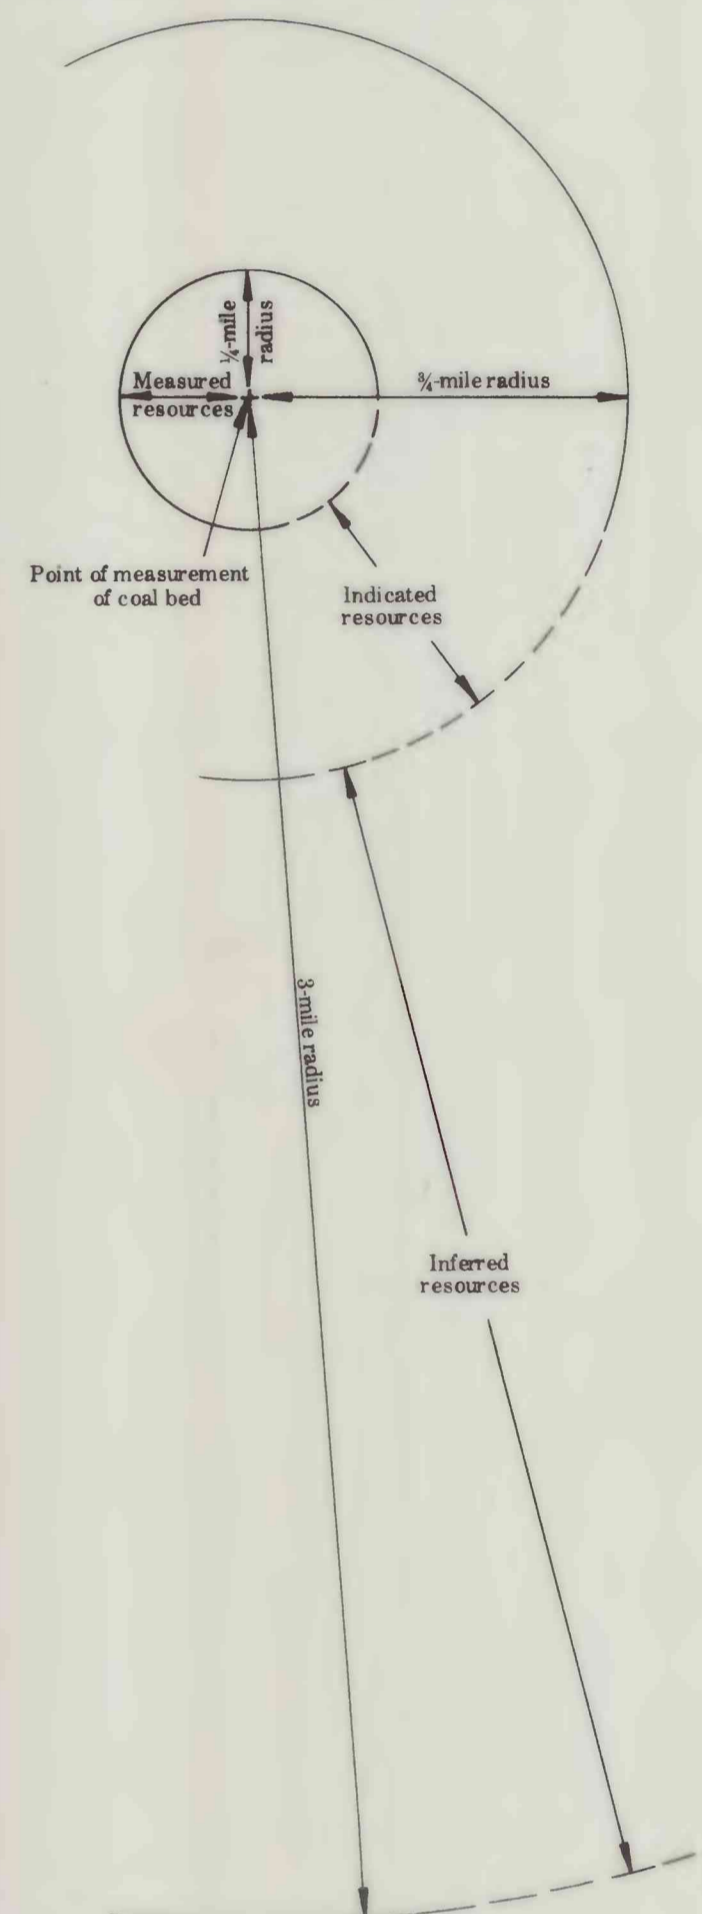 ¼-mile
radius
Measured
resources
¾-mile radius
Point of measurement
of coal bed
Indicated
resources
3-mile radius
Inferred
resources